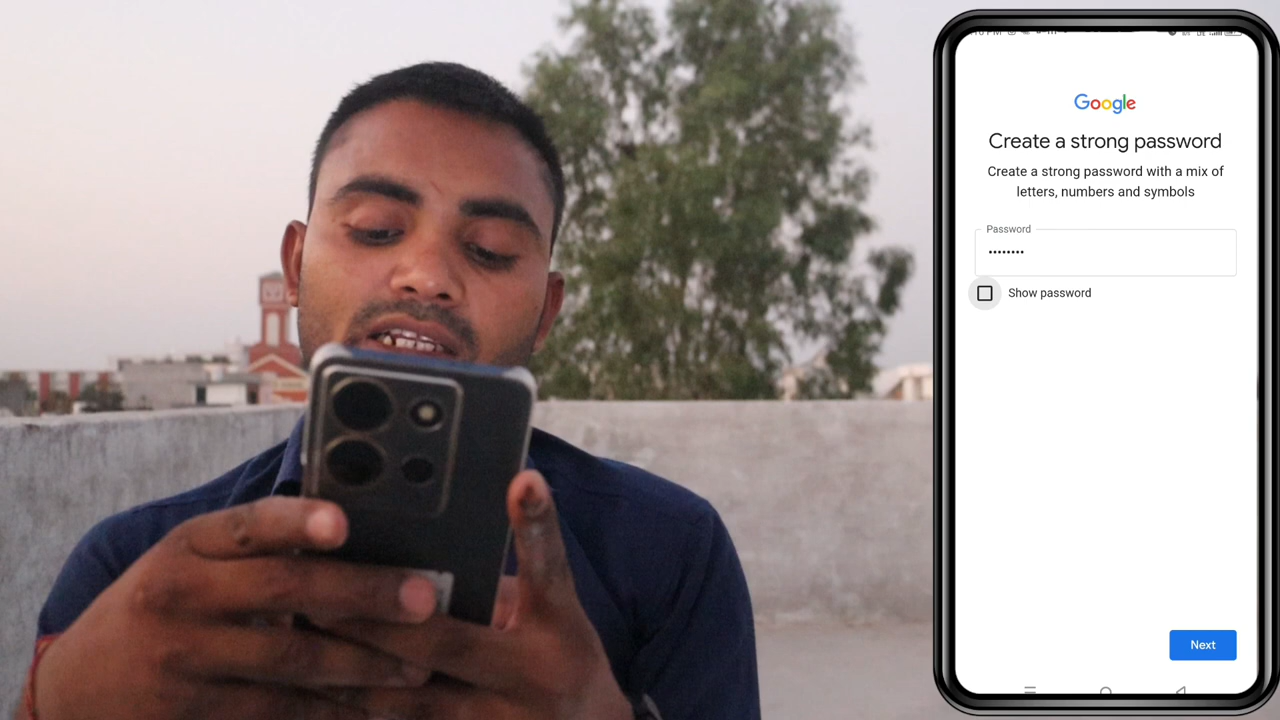 Google
Create a strong password
Create a strong password with a mix of
letters, numbers and symbols
Password
••••••••
Show password
Next